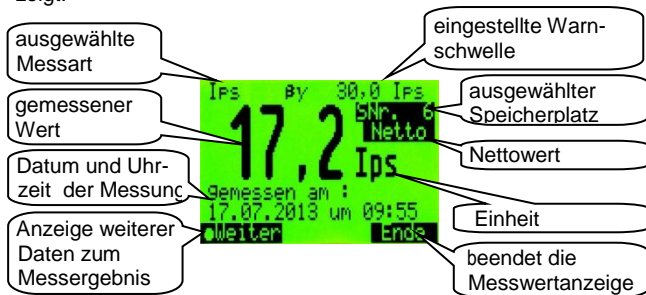 zeigt.
ausgewählte
Messart
eingestellte Warn-
schwelle
Ips βγ 30,0 Ips
gemessener
Wert
SNr. 6
ausgewählter
Speicherplatz
17,2 Ips
Netto
Nettowert
Datum und Uhr-
zeit der Messung
gemessen am :
17.07.2013 um 09:55
Einheit
Anzeige weiterer
Daten zum
Messergebnis
Weiter Ende
beendet die
Messwertanzeige